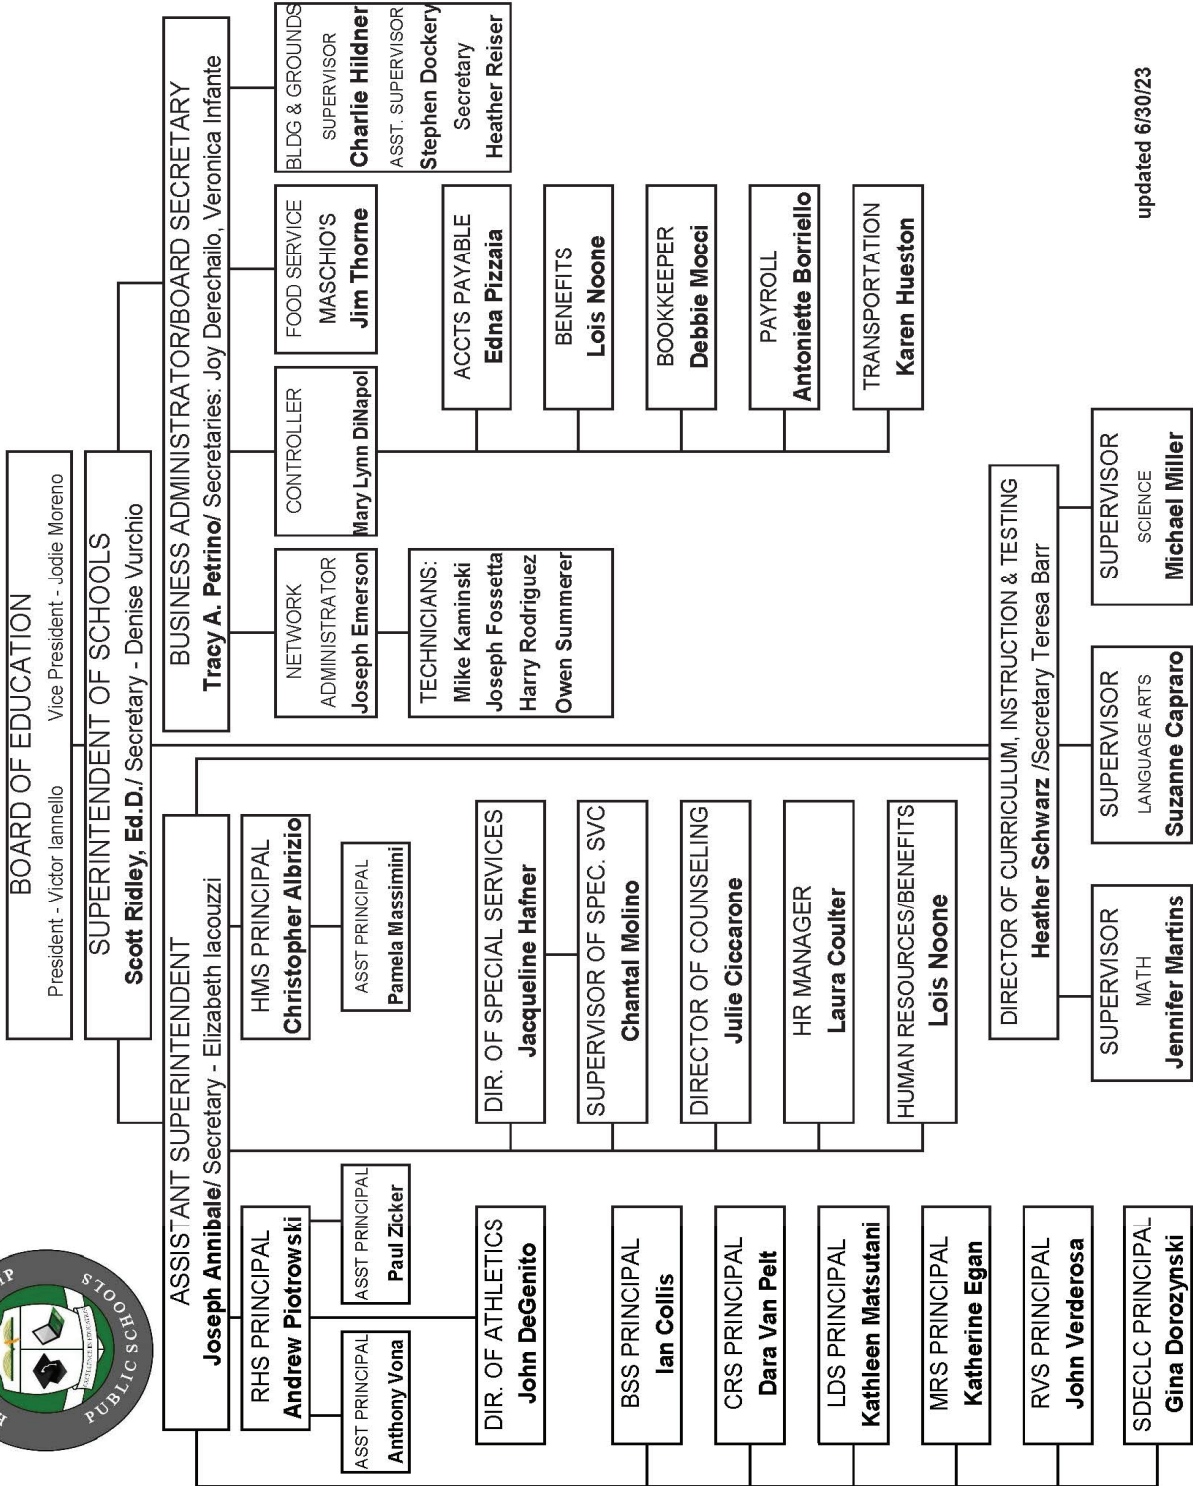 BOARD OF EDUCATION
President - Victor Iannello Vice President - Jodie Moreno
SUPERINTENDENT OF SCHOOLS
Scott Ridley, Ed.D./ Secretary - Denise Vurchio
ASSISTANT SUPERINTENDENT
Joseph Annibale/ Secretary - Elizabeth Iacouzzi
BUSINESS ADMINISTRATOR/BOARD SECRETARY
Tracy A. Petrino/ Secretaries: Joy Derechailo, Veronica Infante
RHS PRINCIPAL
Andrew Piotrowski
ASST PRINCIPAL
Anthony Vona
ASST PRINCIPAL
Paul Zicker
DIR. OF ATHLETICS
John DeGenito
HMS PRINCIPAL
Christopher Albrizio
ASST PRINCIPAL
Pamela Massimini
BSS PRINCIPAL
Ian Collis
CRS PRINCIPAL
Dara Van Pelt
LDS PRINCIPAL
Kathleen Matsutani
MRS PRINCIPAL
Katherine Egan
RVS PRINCIPAL
John Verderosa
SDECLC PRINCIPAL
Gina Dorozynski
DIR. OF SPECIAL SERVICES
Jacqueline Hafner
SUPERVISOR OF SPEC. SVC
Chantal Molino
DIRECTOR OF COUNSELING
Julie Ciccarone
HR MANAGER
Laura Coulter
HUMAN RESOURCES/BENEFITS
Lois Noone
NETWORK
ADMINISTRATOR
Joseph Emerson
TECHNICIANS:
Mike Kaminski
Joseph Fossetta
Harry Rodriguez
Owen Summerer
CONTROLLER
Mary Lynn DiNapol
FOOD SERVICE
MASCHIO'S
Jim Thorne
BLDG & GROUNDS
SUPERVISOR
Charlie Hildner
ASST. SUPERVISOR
Stephen Dockery
Secretary
Heather Reiser
ACCTS PAYABLE
Edna Pizzaia
BENEFITS
Lois Noone
BOOKKEEPER
Debbie Mocci
PAYROLL
Antoniette Borriello
TRANSPORTATION
Karen Hueston
DIRECTOR OF CURRICULUM, INSTRUCTION & TESTING
Heather Schwarz /Secretary Teresa Barr
SUPERVISOR
MATH
Jennifer Martins
SUPERVISOR
LANGUAGE ARTS
Suzanne Capraro
SUPERVISOR
SCIENCE
Michael Miller
updated 6/30/23
PUBLIC SCHOOLS